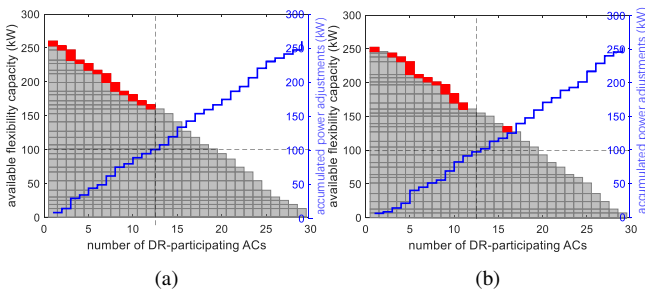 (a)
available flexibility capacity (kW)
300
250
200
150
100
50
0
0 5 10 15 20 25 30
number of DR-participating ACs
300
250
200
150
100
50
0
accumulated power adjustments (kW)
(a)
(b)
available flexibility capacity (kW)
300
250
200
150
100
50
0
0 5 10 15 20 25
number of DR-participating ACs
300
250
200
150
100
50
0
accumulated power adjustments (kW)
(b)